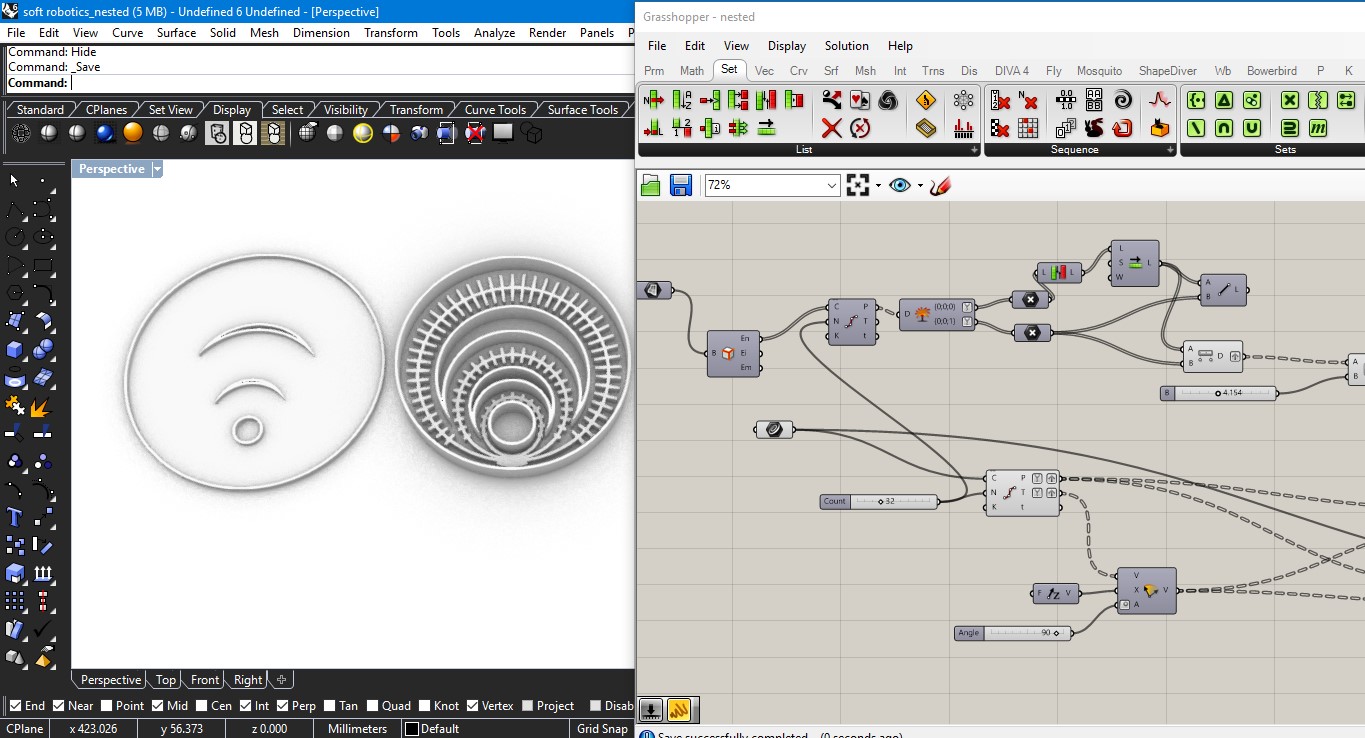 soft robotics_nested (5 MB) - Undefined 6 Undefined - [Perspective]
File Edit View Curve Surface Solid Mesh Dimension Transform Tools Analyze Render Panels P
Command: Hide
Command: _Save
Command:
Standard CPlanes Set View Display Select Visibility Transform Curve Tools Surface Tools
Perspective
Perspective Top Front Right
End Near Point Mid Cen Int Perp Tan Quad Knot Vertex Project Disab
CPlane x 423.026 y 56.373 z 0.000 Millimeters Default Grid Snap
Grasshopper - nested
File Edit View Display Solution Help
Prm Math Set Vec Crv Srf Msh Int Trns Dis DIVA 4 Fly Mosquito ShapeDiver Wb Bowerbird P K
List Sequence Sets
72%
L L
L
S L
W
A
B L
C P
N T
K t
D {0;0;0}
{0;0;1}
En
B Ei
Em
A
B D
B 4.154
A
B
Count 32
C P
N T
K t
V
X V
A
F Z V
Angle 90
Save successfully completed... (0 seconds ago)